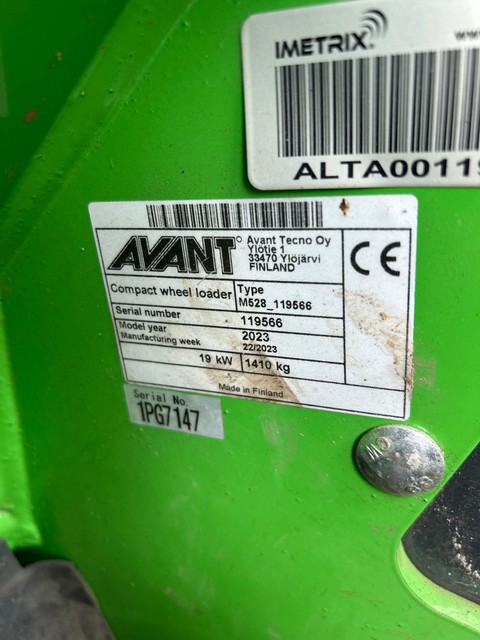 IMETRIX
ALTA00119
AVANT
Avant Tecno Oy
Ylötie 1
33470 Ylöjärvi
FINLAND
CE
Compact wheel loader
Type
M528_119566
Serial number
119566
Model year
2023
Manufacturing week
22/2023
19 kW
1410 kg
Made in Finland
Serial No.
1PG7147